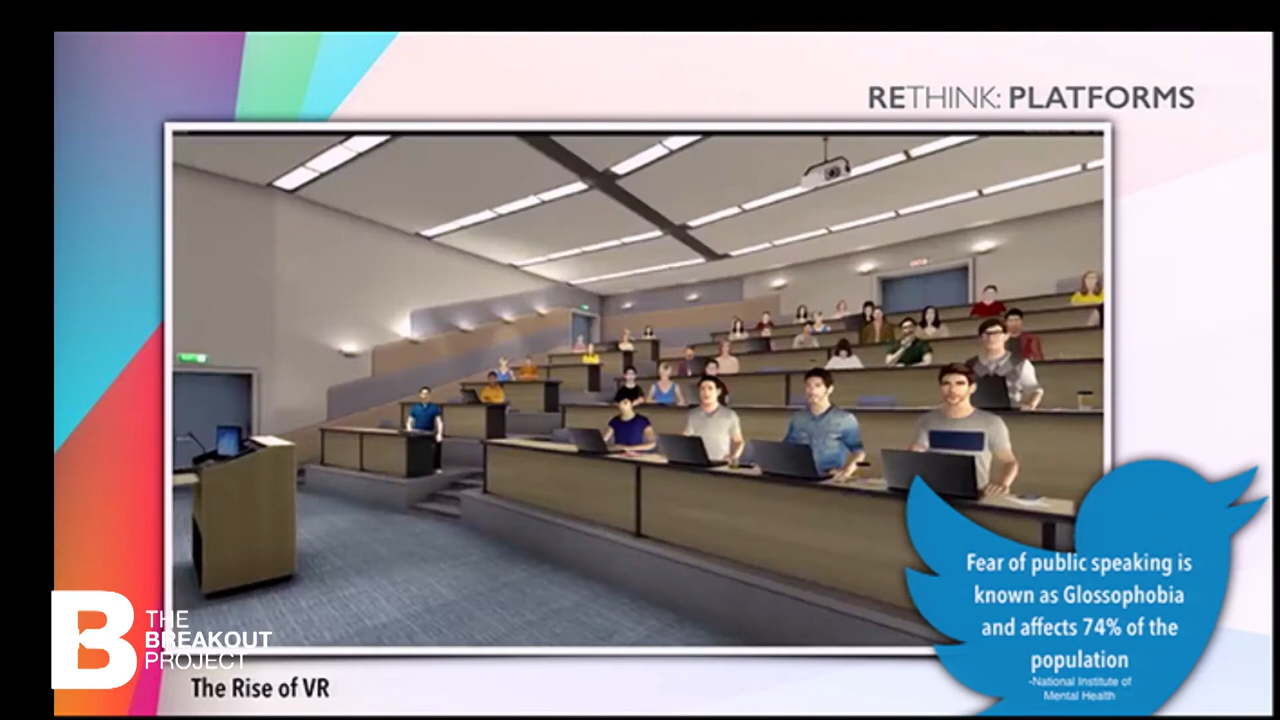 RETHINK: PLATFORMS
Fear of public speaking is
known as Glossophobia
and affects 74% of the
population
-National Institute of
Mental Health
THE
BREAKOUT
PROJECT
The Rise of VR